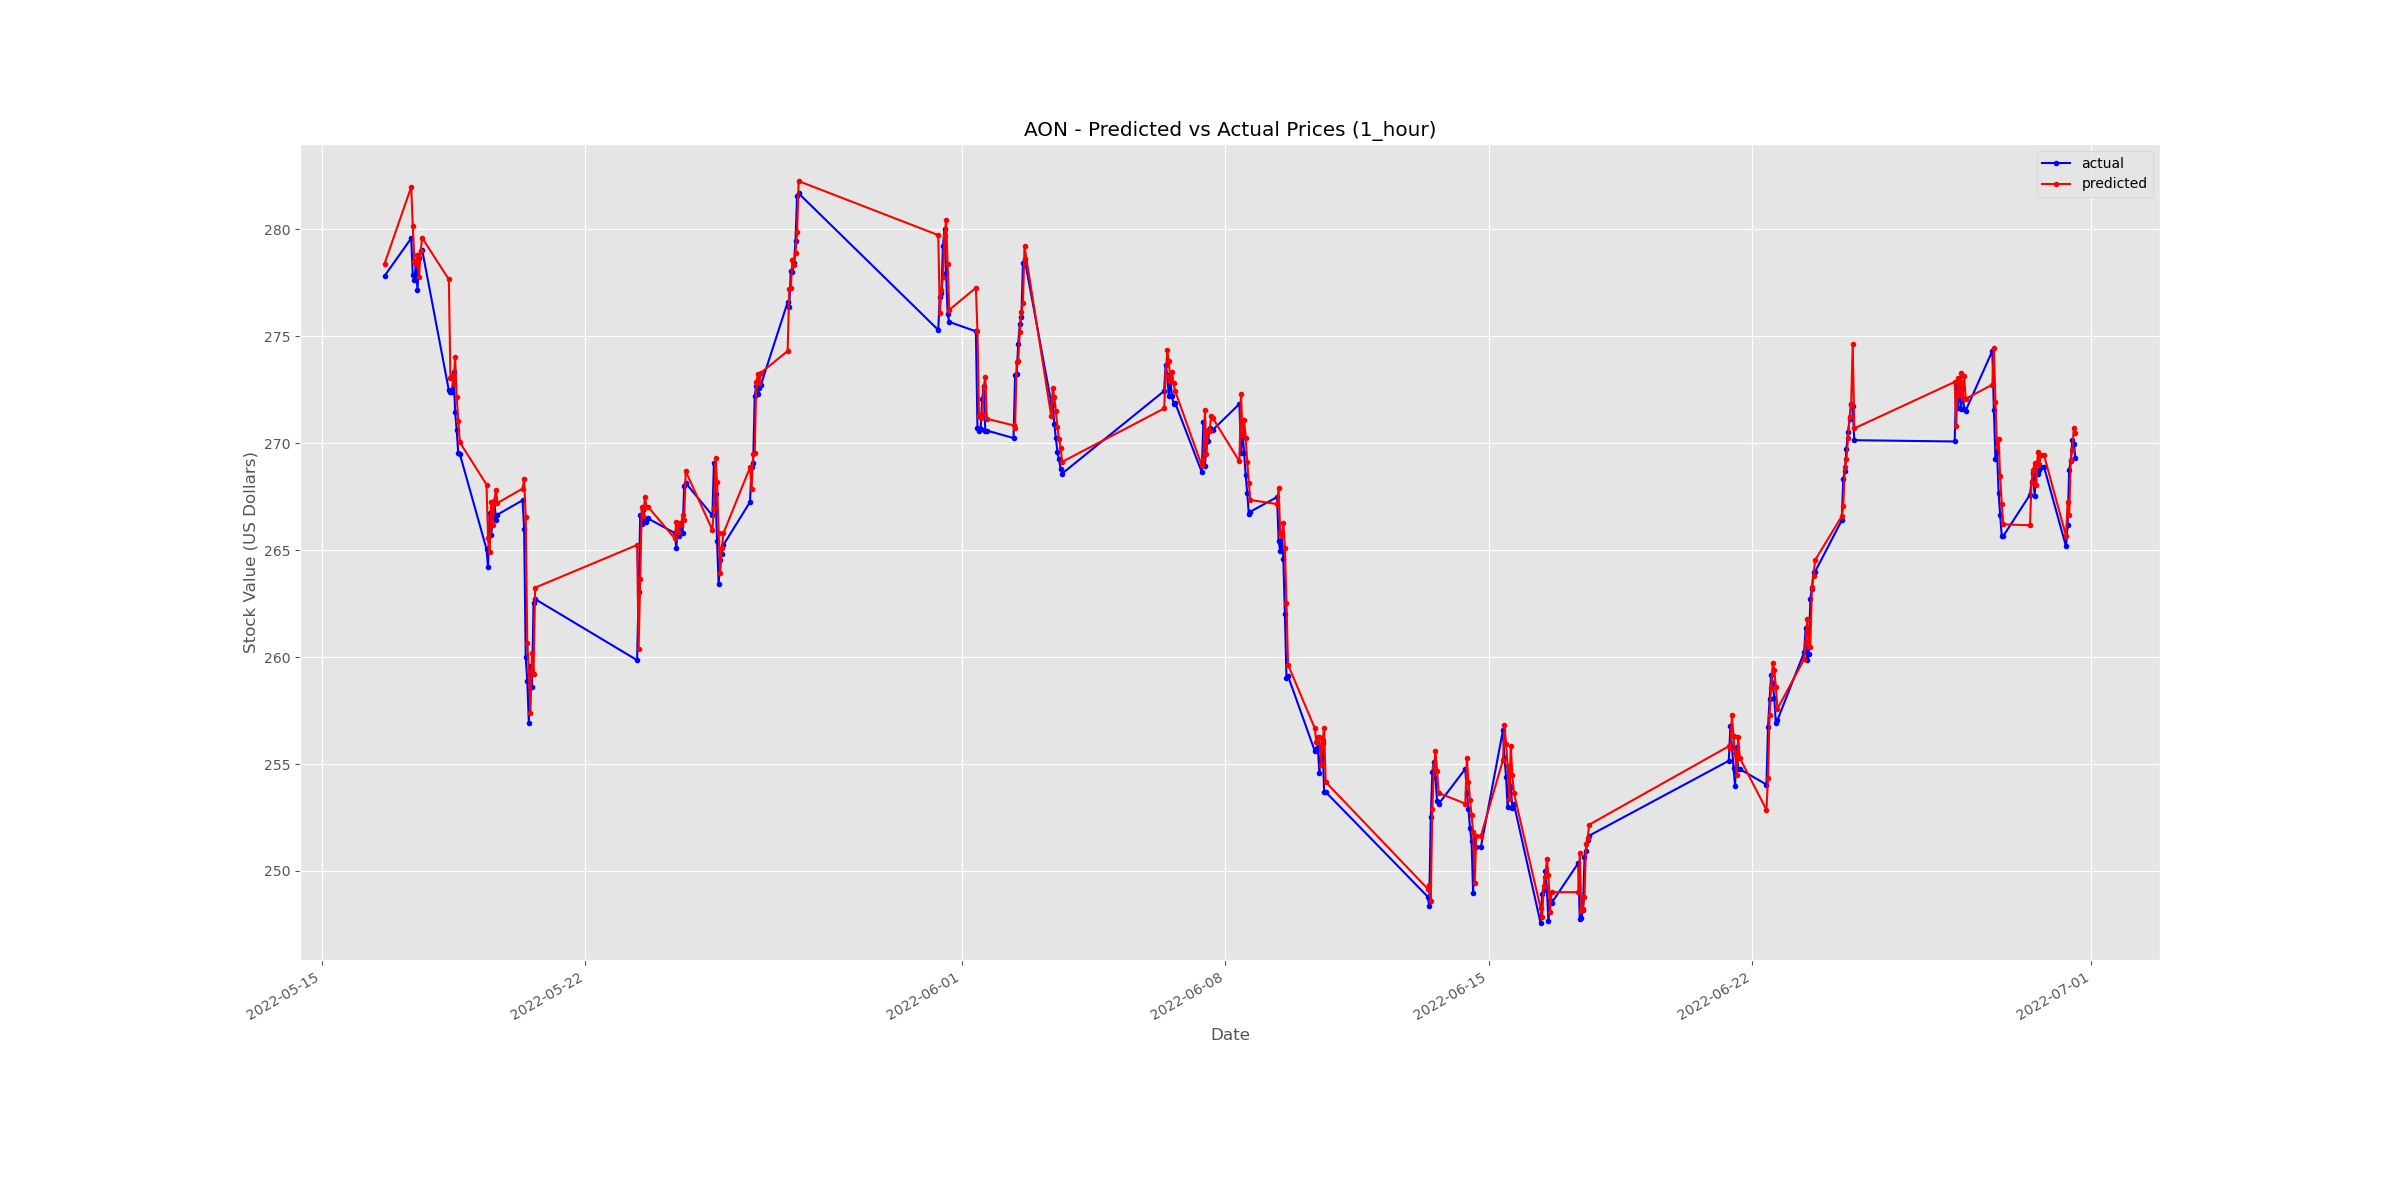 AON - Predicted vs Actual Prices (1_hour)
actual
predicted
280
275
270
265
260
255
250
Stock Value (US Dollars)
2022-05-15
2022-05-22
2022-06-01
2022-06-08
2022-06-15
2022-06-22
2022-07-01
Date